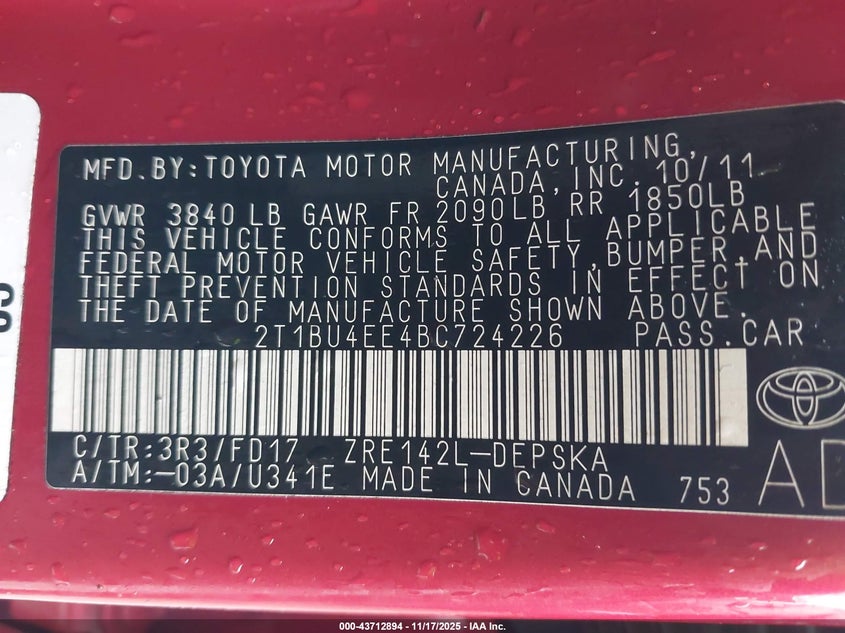 MFD.BY:TOYOTA MOTOR MANUFACTURING,
CANADA,INC. 10/11
GVWR 3840 LB GAWR FR 2090LB RR 1850LB
THIS VEHICLE CONFORMS TO ALL APPLICABLE
FEDERAL MOTOR VEHICLE SAFETY,BUMPER,AND
THEFT PREVENTION STANDARDS IN EFFECT ON
THE DATE OF MANUFACTURE SHOWN ABOVE.
2T1BU4EE4BC724226 PASS.CAR
C/TR:3R3/FD17 ZRE142L-DEPSKA
A/TM:-03A/U341E MADE IN CANADA 753
000-43712894 - 11/17/2025 - IAA Inc.